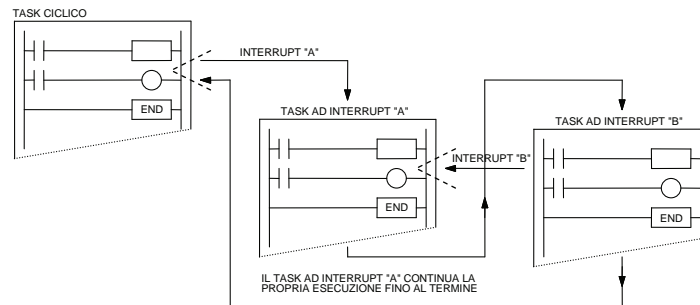 TASK CICLICO
INTERRUPT "A"
END
TASK AD INTERRUPT "A"
TASK AD INTERRUPT "B"
INTERRUPT "B"
END
END
IL TASK AD INTERRUPT "A" CONTINUA LA
PROPRIA ESECUZIONE FINO AL TERMINE